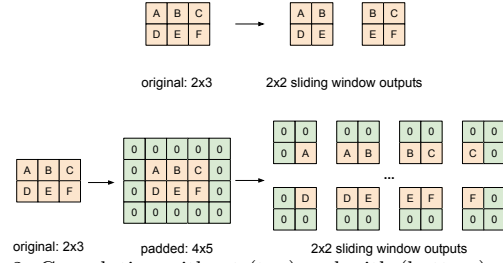 A B C A B B C
D E F D E E F
original: 2x3 2x2 sliding window outputs
0 0 0 0 0 0 0 0
0 A A B B C C 0
0 0 0 0 0
A B C 0 A B C 0
...
D E F 0 D E F 0
0 0 0 0 0
0 D D E E F F 0
0 0 0 0 0 0 0 0
original: 2x3 padded: 4x5 2x2 sliding window outputs